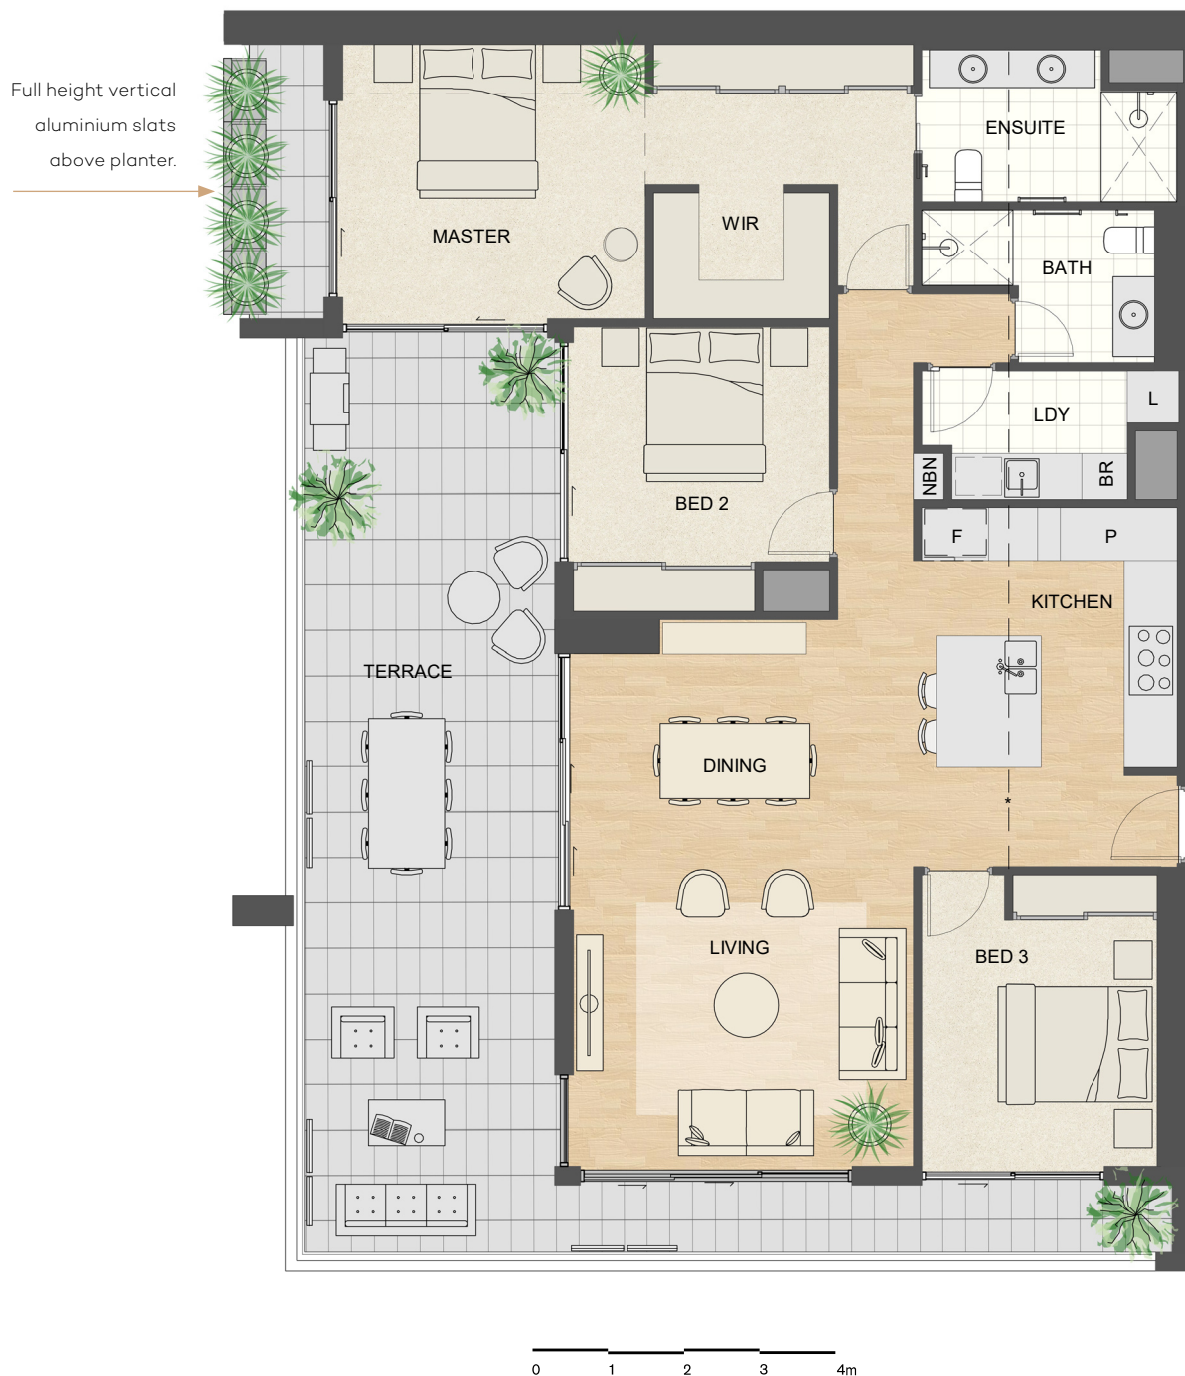 Full height vertical
aluminium slats
above planter.
ENSUITE
MASTER
WIR
BATH
LDY
L
NBN
BR
BED 2
F
P
KITCHEN
TERRACE
DINING
*
LIVING
BED 3
0 1 2 3 4m